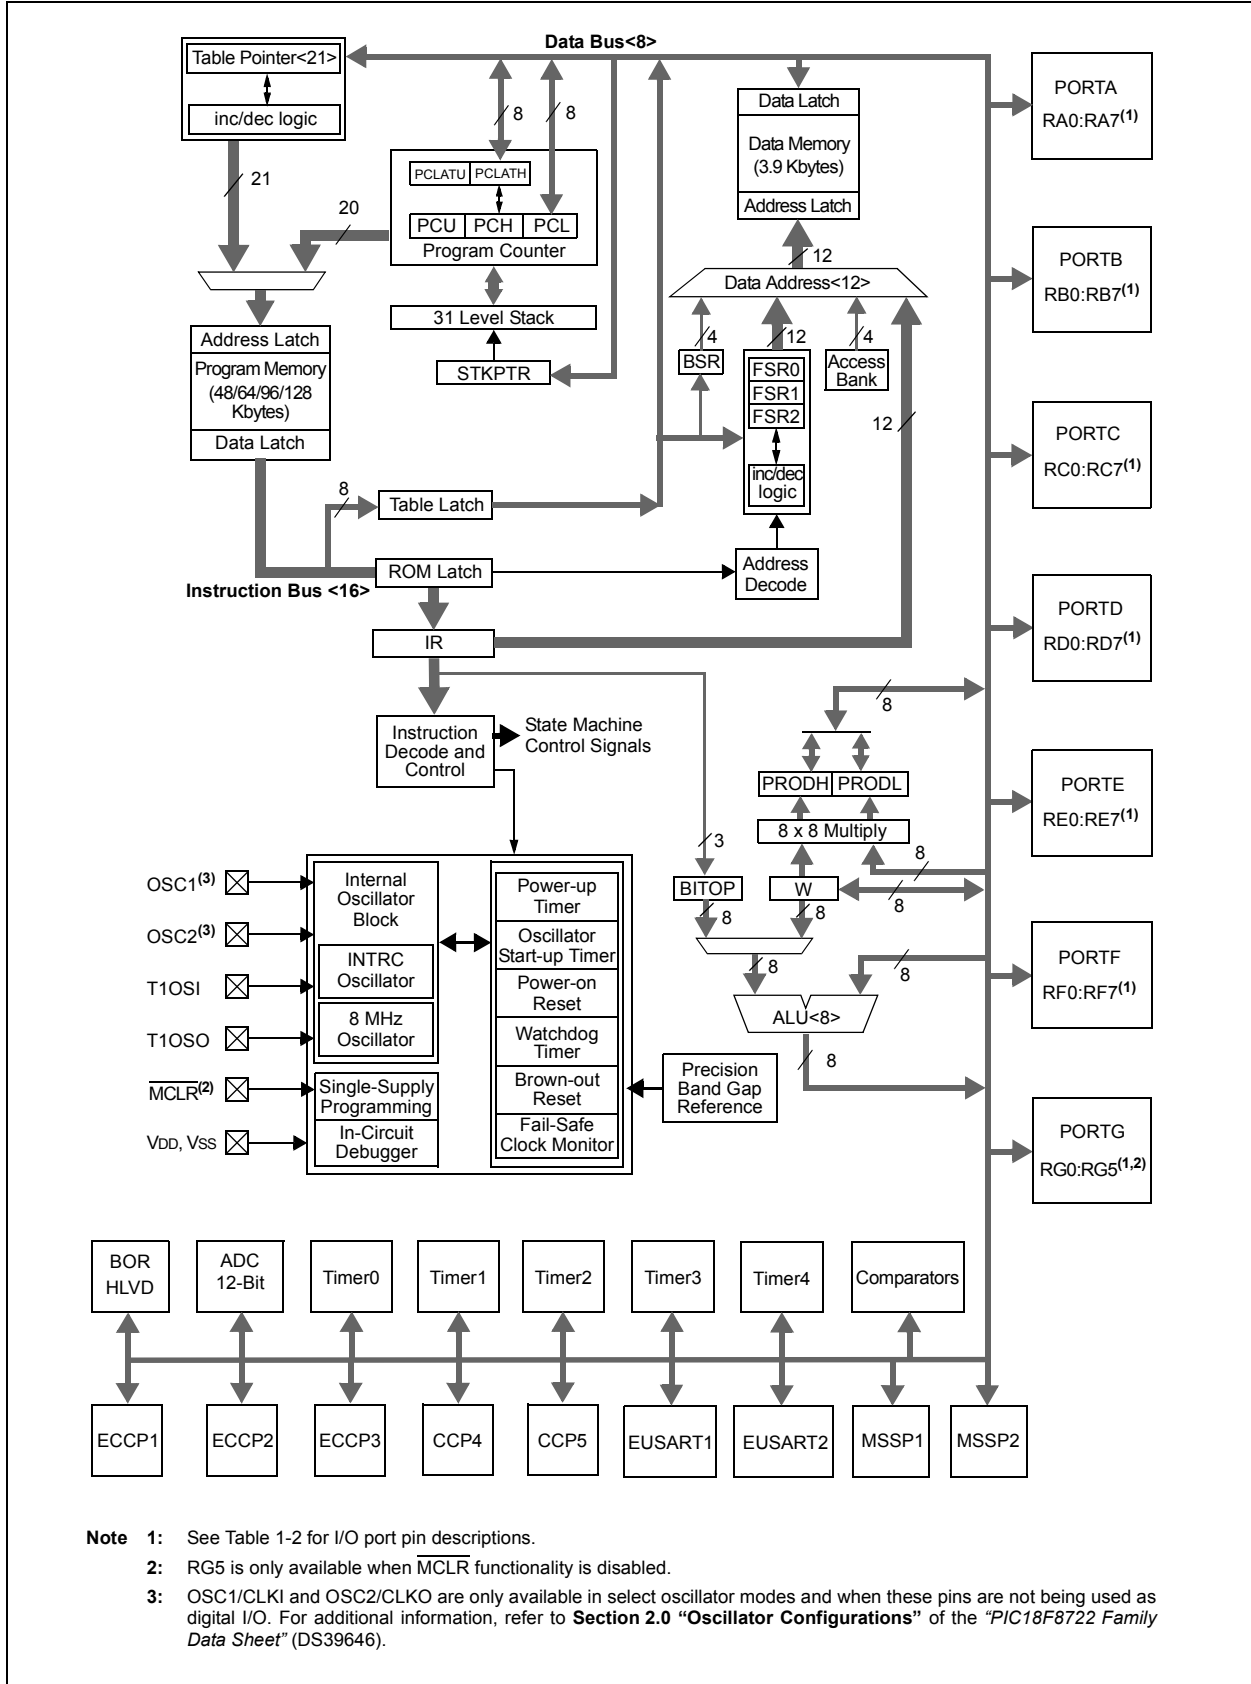 Data Bus<8>
Table Pointer<21>
inc/dec logic
21
20
8
8
PCLATU PCLATH
PCU PCH PCL
Program Counter
31 Level Stack
STKPTR
Data Latch
Data Memory
(3.9 Kbytes)
Address Latch
12
Data Address<12>
4
12
4
BSR
FSR0
FSR1
FSR2
inc/dec
logic
Access
Bank
12
Address Latch
Program Memory
(48/64/96/128
Kbytes)
Data Latch
8
Table Latch
ROM Latch
Instruction Bus <16>
Address
Decode
IR
Instruction
Decode and
Control
State Machine
Control Signals
8
PRODH PRODL
8 x 8 Multiply
3
8
BITOP
W
8
8
8
8
8
ALU<8>
8
OSC1(3)
OSC2(3)
T1OSI
T1OSO
MCLR(2)
VDD, VSS
Internal
Oscillator
Block
INTRC
Oscillator
8 MHz
Oscillator
Single-Supply
Programming
In-Circuit
Debugger
Power-up
Timer
Oscillator
Start-up Timer
Power-on
Reset
Watchdog
Timer
Brown-out
Reset
Fail-Safe
Clock Monitor
Precision
Band Gap
Reference
PORTA
RA0:RA7(1)
PORTB
RB0:RB7(1)
PORTC
RC0:RC7(1)
PORTD
RD0:RD7(1)
PORTE
RE0:RE7(1)
PORTF
RF0:RF7(1)
PORTG
RG0:RG5(1,2)
BOR
HLVD
ADC
12-Bit
Timer0
Timer1
Timer2
Timer3
Timer4
Comparators
ECCP1
ECCP2
ECCP3
CCP4
CCP5
EUSART1
EUSART2
MSSP1
MSSP2
Note 1: See Table 1-2 for I/O port pin descriptions.
2: RG5 is only available when MCLR functionality is disabled.
3: OSC1/CLKI and OSC2/CLKO are only available in select oscillator modes and when these pins are not being used as
digital I/O. For additional information, refer to Section 2.0 “Oscillator Configurations” of the “PIC18F8722 Family
Data Sheet” (DS39646).